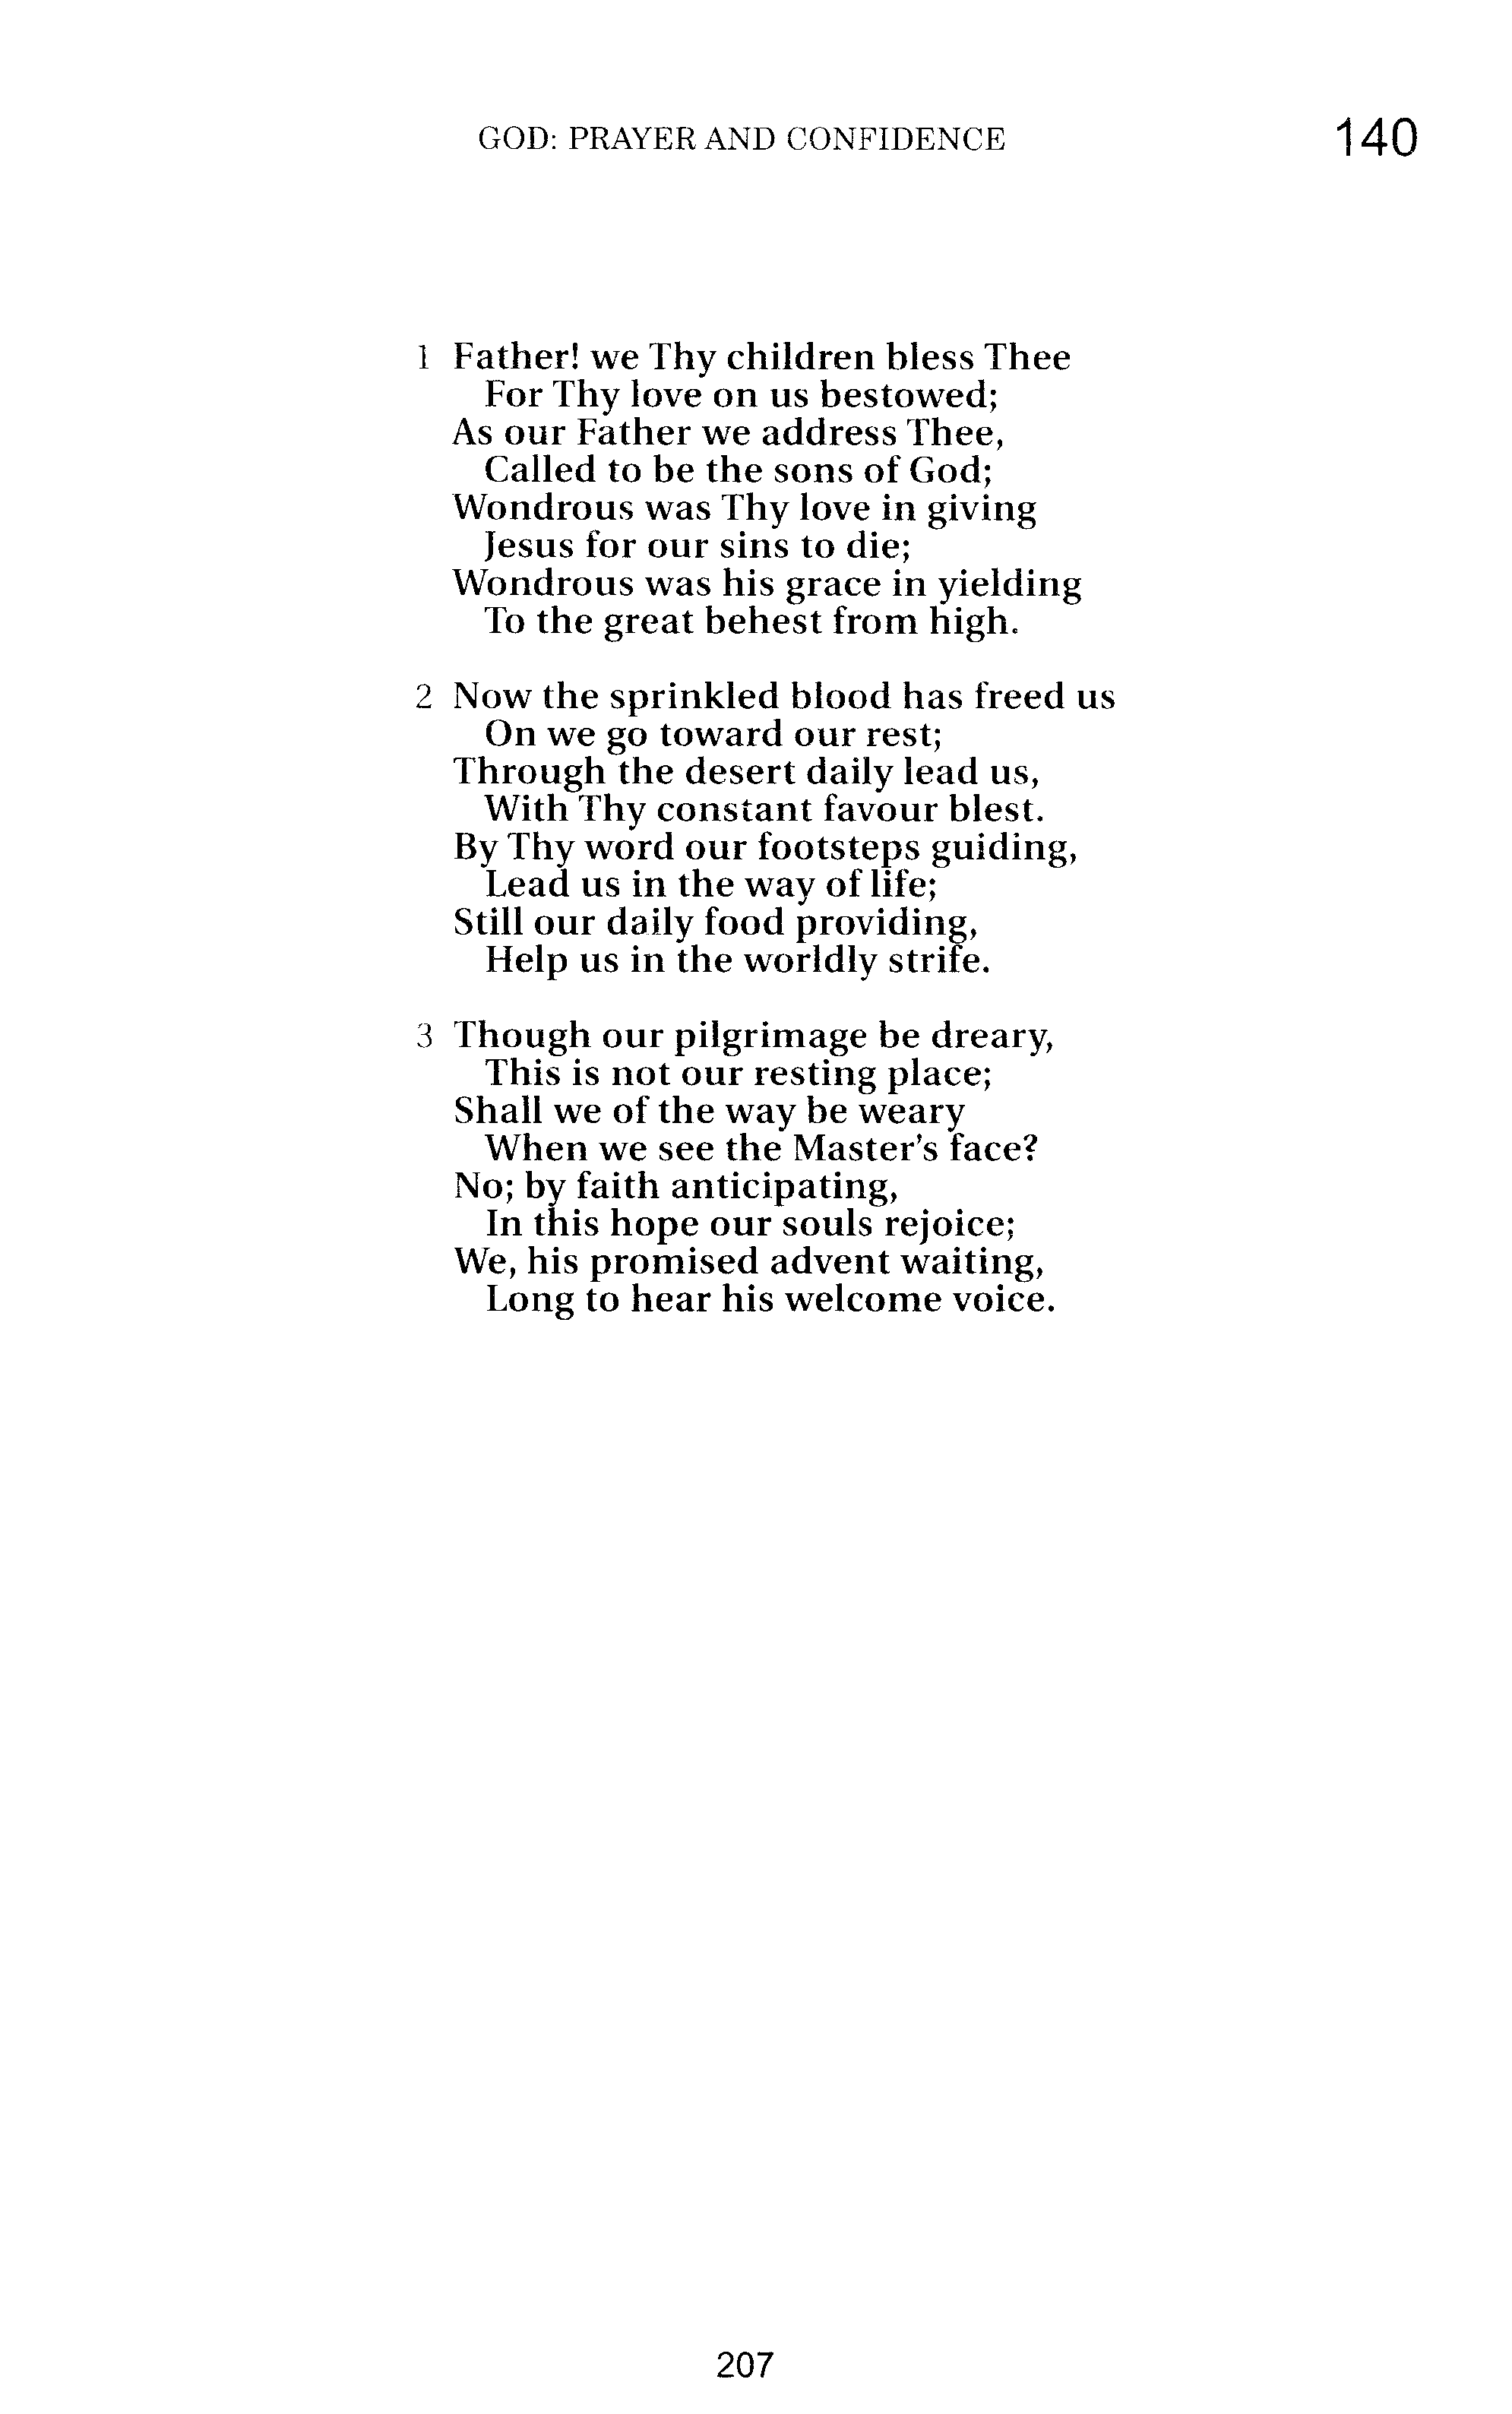 GOD: PRAYER AND CONFIDENCE 140
1 Father! we Thy children bless Thee
For Thy love on us bestowed;
As our Father we address Thee,
Called to be the sons of God;
Wondrous was Thy love in giving
Jesus for our sins to die;
Wondrous was his grace in yielding
To the great behest from high.
2 Now the sprinkled blood has freed us
On we go toward our rest;
Through the desert daily lead us,
With Thy constant favour blest.
By Thy word our footsteps guiding,
Lead us in the way of life;
Still our daily food providing,
Help us in the worldly strife.
3 Though our pilgrimage be dreary,
This is not our resting place;
Shall we of the way be weary
When we see the Master's face?
No; by faith anticipating,
In this hope our souls rejoice;
We, his promised advent waiting,
Long to hear his welcome voice.
207